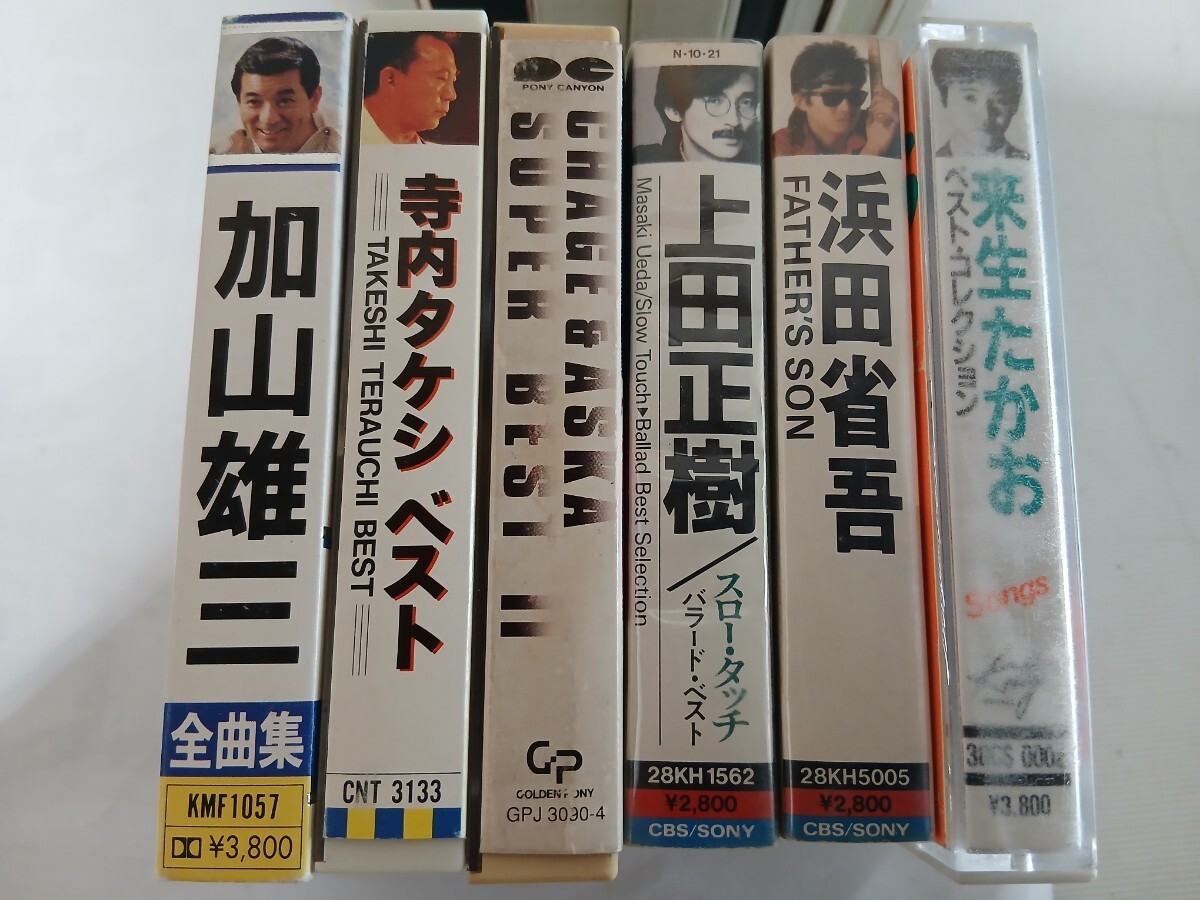 加山雄三
全曲集
KMF1057
¥3,800
寺内タケシ ベスト
TAKESHI TERAUCHI BEST
CNT 3133
PONY CANYON
CHAGE & ASKA
SUPER BEST II
GP
GOLDEN PONY
GPJ 3090-4
N·10·21
上田正樹／スロー・タッチ
バラード・ベスト
Masaki Ueda/Slow Touch▸Ballad Best Selection
28KH1562
¥2,800
CBS/SONY
浜田省吾
FATHER'S SON
28KH5005
¥2,800
CBS/SONY
来生たかお
ベスト・コレクション
Songs
¥3,800